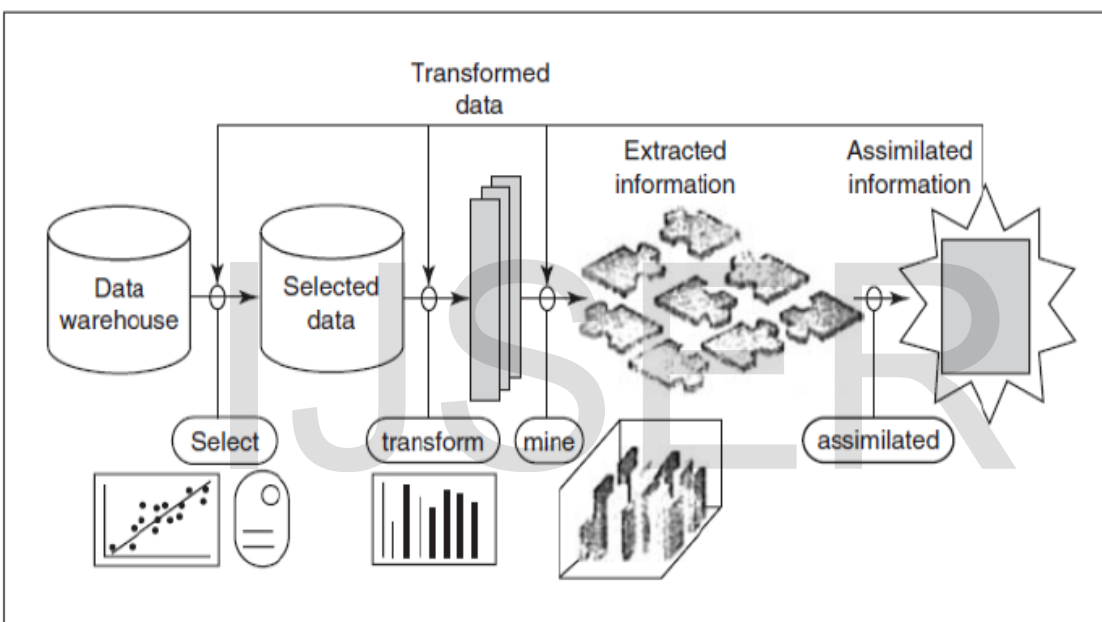 Transformed
data
Extracted
information
Assimilated
information
Data
warehouse
Selected
data
IJSER
Select
transform
mine
assimilated